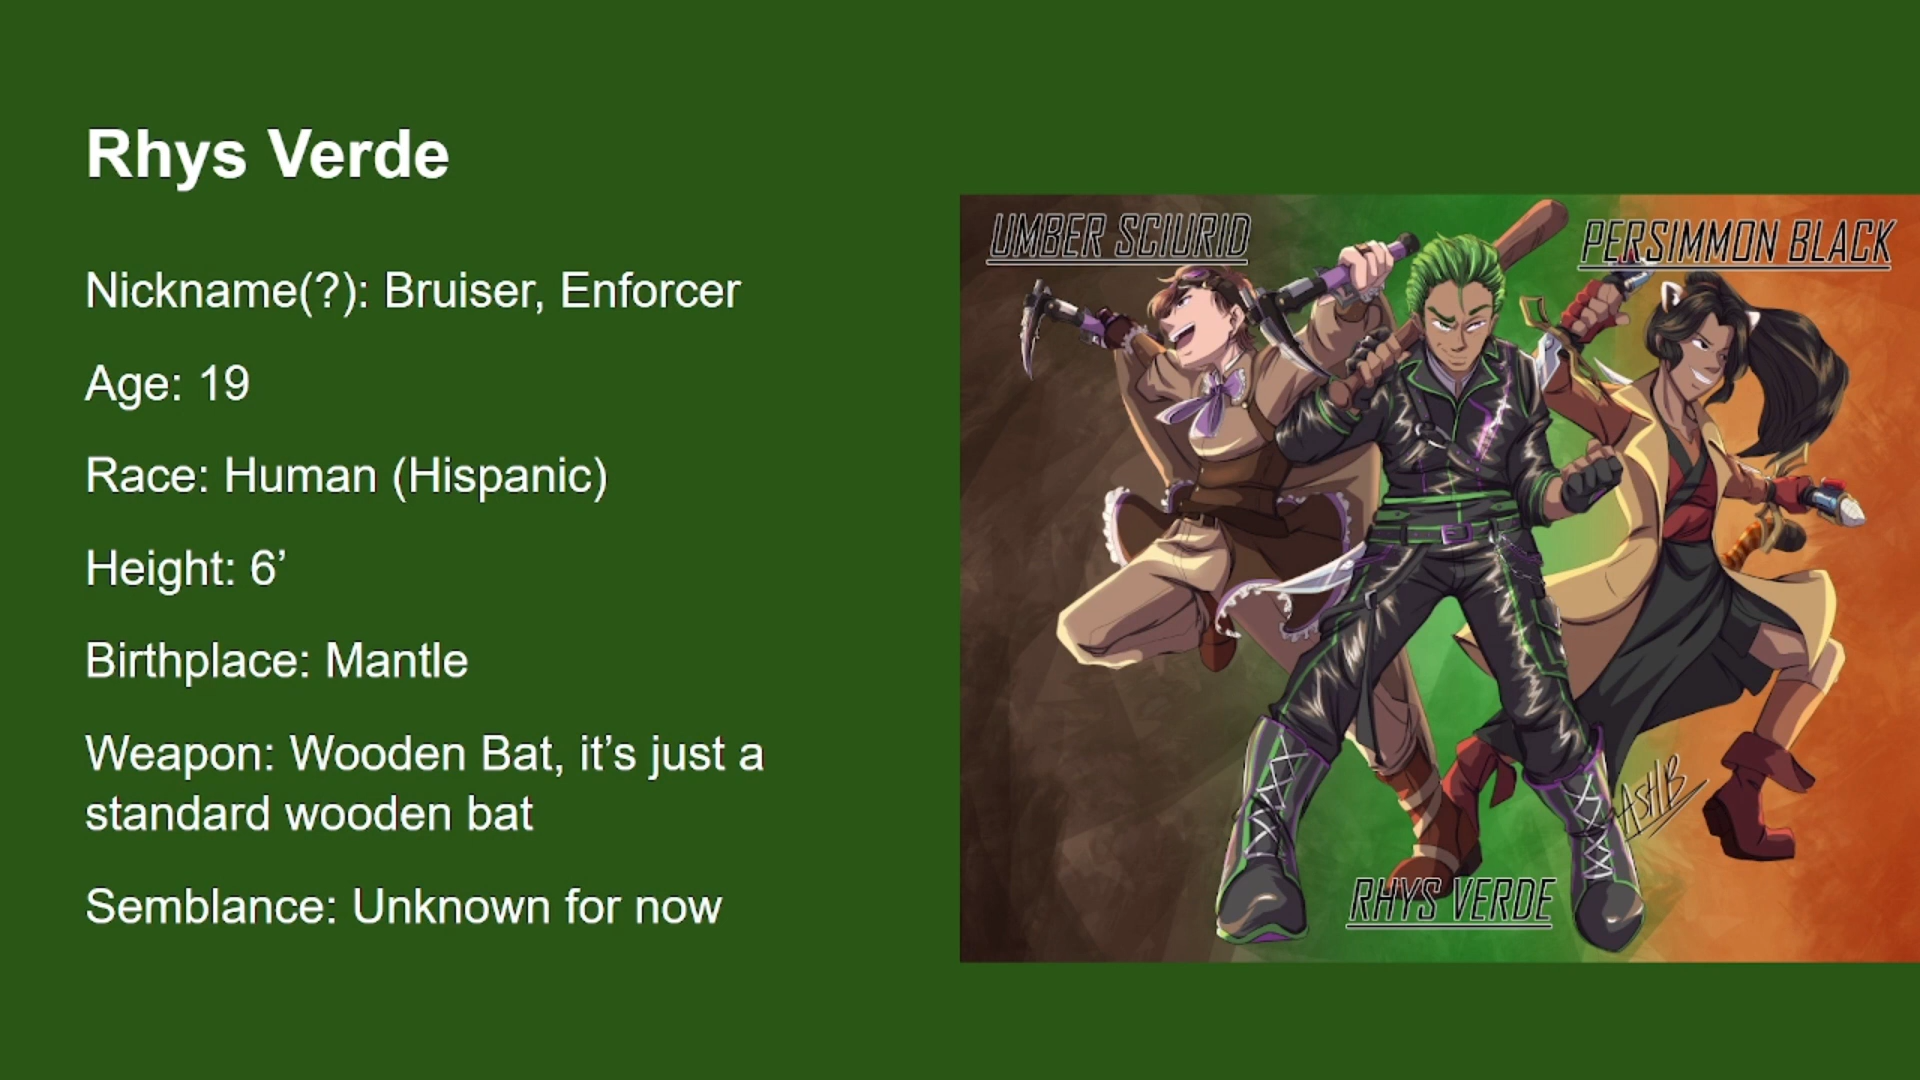 Rhys Verde
Nickname(?): Bruiser, Enforcer
Age: 19
Race: Human (Hispanic)
Height: 6’
Birthplace: Mantle
Weapon: Wooden Bat, it’s just a
standard wooden bat
Semblance: Unknown for now
UMBER SCIURID
PERSIMMON BLACK
RHYS VERDE
ASHB